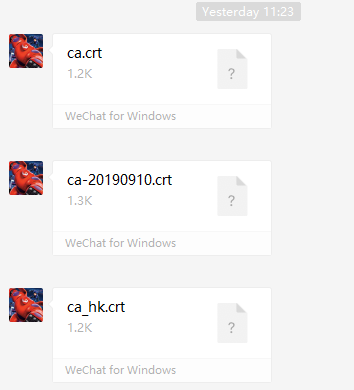 Yesterday 11:23
ca.crt
1.2K
?
WeChat for Windows
ca-20190910.crt
1.3K
?
WeChat for Windows
ca_hk.crt
1.2K
?
WeChat for Windows